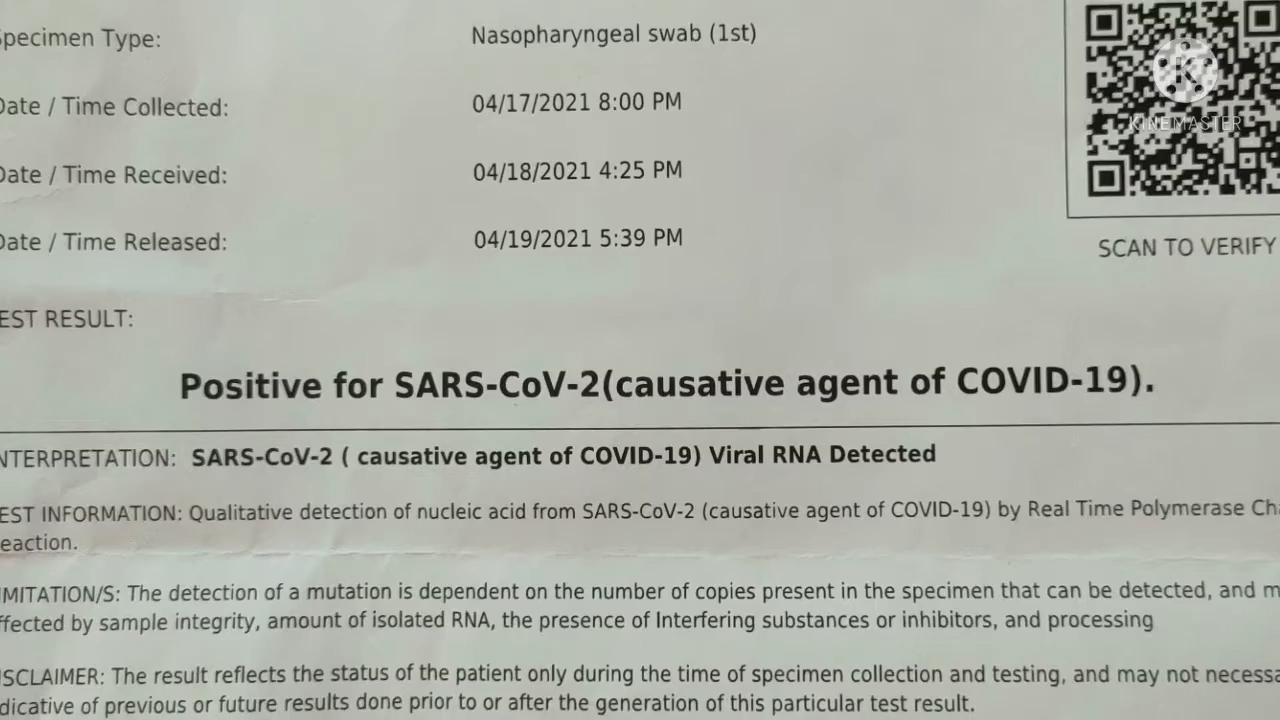 pecimen Type: Nasopharyngeal swab (1st)
Date / Time Collected: 04/17/2021 8:00 PM
Date / Time Received: 04/18/2021 4:25 PM
Date / Time Released: 04/19/2021 5:39 PM
KINEMASTER
SCAN TO VERIFY
EST RESULT:
Positive for SARS-CoV-2(causative agent of COVID-19).
NTERPRETATION: SARS-CoV-2 ( causative agent of COVID-19) Viral RNA Detected
EST INFORMATION: Qualitative detection of nucleic acid from SARS-CoV-2 (causative agent of COVID-19) by Real Time Polymerase Cha
eaction.
IMITATION/S: The detection of a mutation is dependent on the number of copies present in the specimen that can be detected, and m
ffected by sample integrity, amount of isolated RNA, the presence of Interfering substances or inhibitors, and processing
ISCLAIMER: The result reflects the status of the patient only during the time of specimen collection and testing, and may not necessa
dicative of previous or future results done prior to or after the generation of this particular test result.